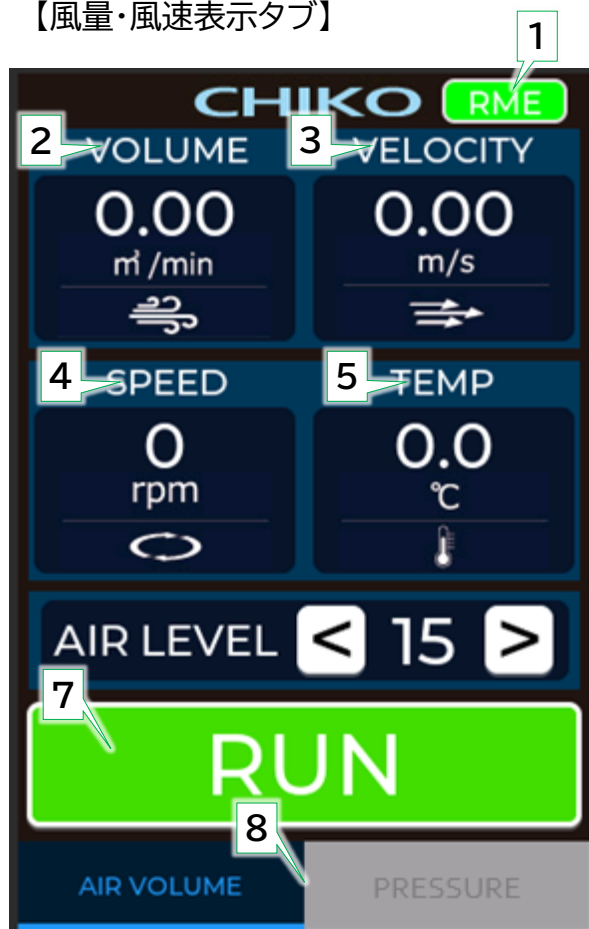 【風量・風速表示タブ】
1
CHIKO RME
2 VOLUME 3 VELOCITY
0.00 0.00
㎥/min m/s
4 SPEED 5 TEMP
0 0.0
rpm ℃
AIR LEVEL < 15 >
7
RUN
8
AIR VOLUME PRESSURE